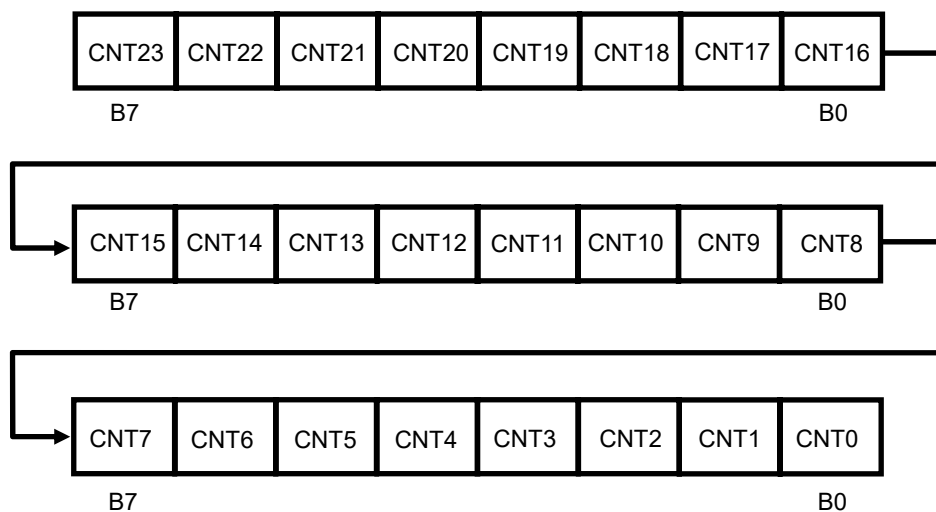 CNT23 CNT22 CNT21 CNT20 CNT19 CNT18 CNT17 CNT16
B7 B0
CNT15 CNT14 CNT13 CNT12 CNT11 CNT10 CNT9 CNT8
B7 B0
CNT7 CNT6 CNT5 CNT4 CNT3 CNT2 CNT1 CNT0
B7 B0